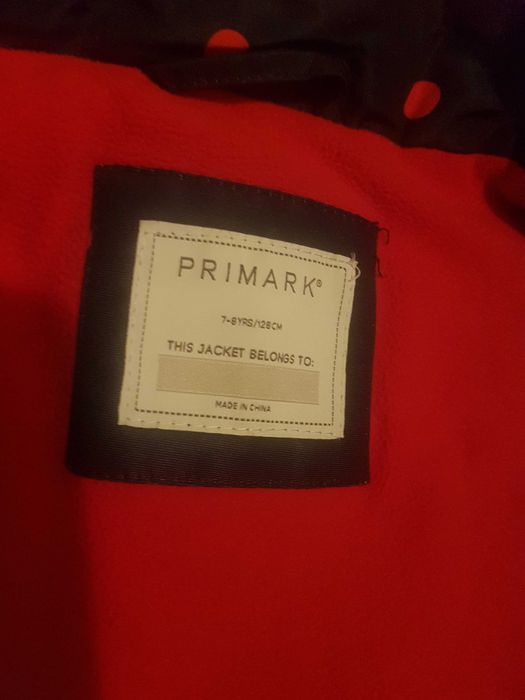 PRIMARK®
7-8YRS/128CM
THIS JACKET BELONGS TO:
MADE IN CHINA